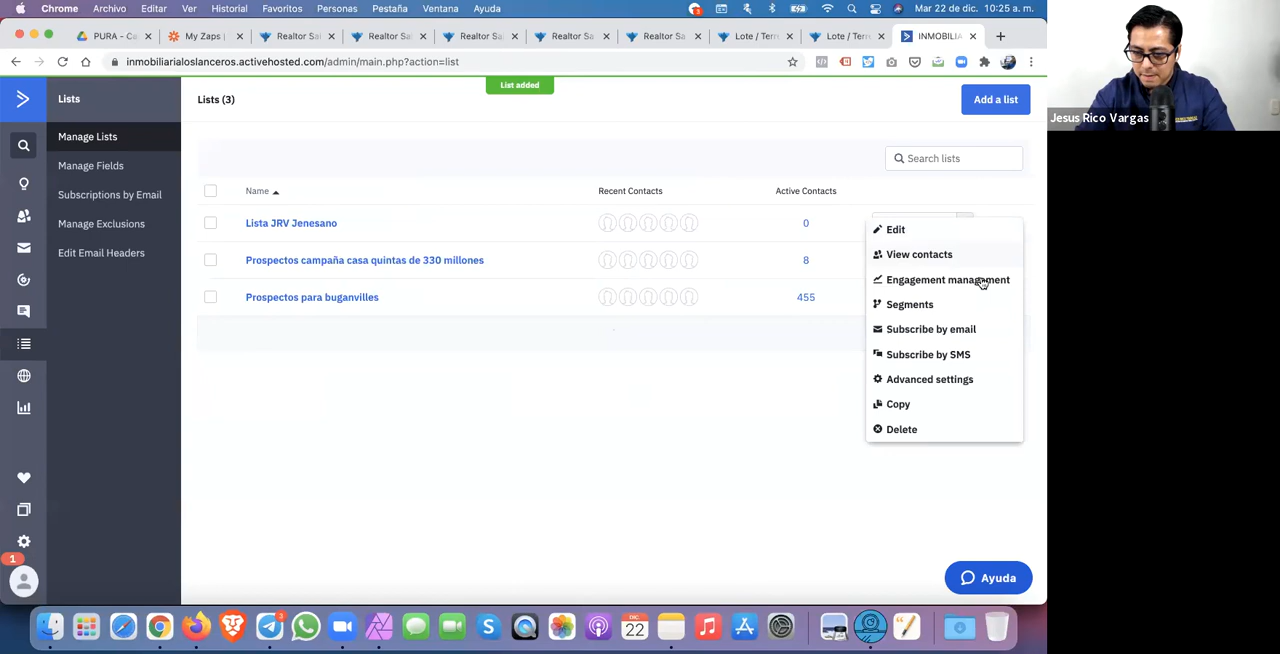 Chrome Archivo Editar Ver Historial Favoritos Personas Pestaña Ventana Ayuda Mar 22 de dic. 10:25 a. m.
PURA - Ca My Zaps | Realtor Sa Realtor Sa Realtor Sa Realtor Sa Realtor Sa Lote / Terr Lote / Terr INMOBILIA
inmobiliarialoslanceros.activehosted.com/admin/main.php?action=list
List added
Lists
Lists (3)
Add a list
Jesus Rico Vargas
Manage Lists
Manage Fields
Subscriptions by Email
Manage Exclusions
Edit Email Headers
Search lists
Name Recent Contacts Active Contacts
Lista JRV Jenesano 0
Prospectos campaña casa quintas de 330 millones 8
Prospectos para buganvilles 455
Edit
View contacts
Engagement management
Segments
Subscribe by email
Subscribe by SMS
Advanced settings
Copy
Delete
1
Ayuda
DIC
22